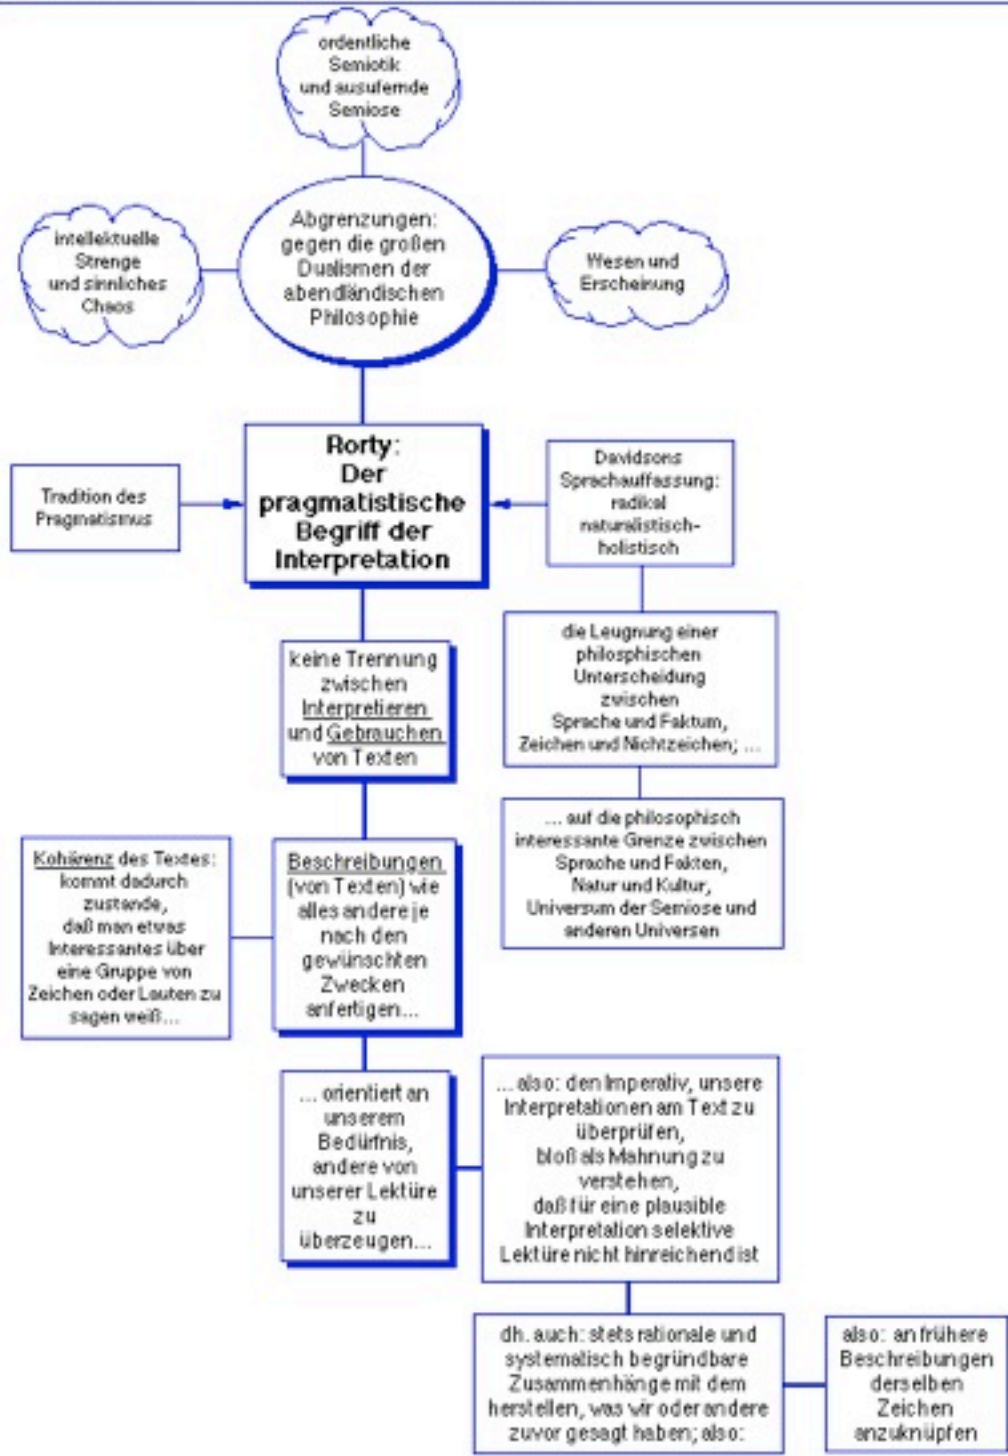 ordentliche
Semiotik
und ausufernde
Semiose
intellektuelle
Strenge
und sinnliches
Chaos
Abgrenzungen:
gegen die großen
Dualismen der
abendländischen
Philosophie
Wesen und
Erscheinung
Tradition des
Pragmatismus
Rorty:
Der
pragmatistische
Begriff der
Interpretation
Davidsons
Sprachauffassung:
radikal
naturalistisch-
holistisch
keine Trennung
zwischen
Interpretieren
und Gebrauchen
von Texten
die Leugnung einer
philosphischen
Unterscheidung
zwischen
Sprache und Faktum,
Zeichen und Nichtzeichen; ...
... auf die philosophisch
interessante Grenze zwischen
Sprache und Fakten,
Natur und Kultur,
Universum der Semiose und
anderen Universen
Kohärenz des Textes:
kommt dadurch
zustande,
daß man etwas
Interessantes über
eine Gruppe von
Zeichen oder Lauten zu
sagen weiß...
Beschreibungen
(von Texten) wie
alles andere je
nach den
gewünschten
Zwecken
anfertigen...
... orientiert an
unserem
Bedürfnis,
andere von
unserer Lektüre
zu
überzeugen...
... also: den Imperativ, unsere
Interpretationen am Text zu
überprüfen,
bloß als Mahnung zu
verstehen,
daß für eine plausible
Interpretation selektive
Lektüre nicht hinreichend ist
dh. auch: stets rationale und
systematisch begründbare
Zusammenhänge mit dem
herstellen, was wir oder andere
zuvor gesagt haben; also:
also: an frühere
Beschreibungen
derselben
Zeichen
anzuknüpfen